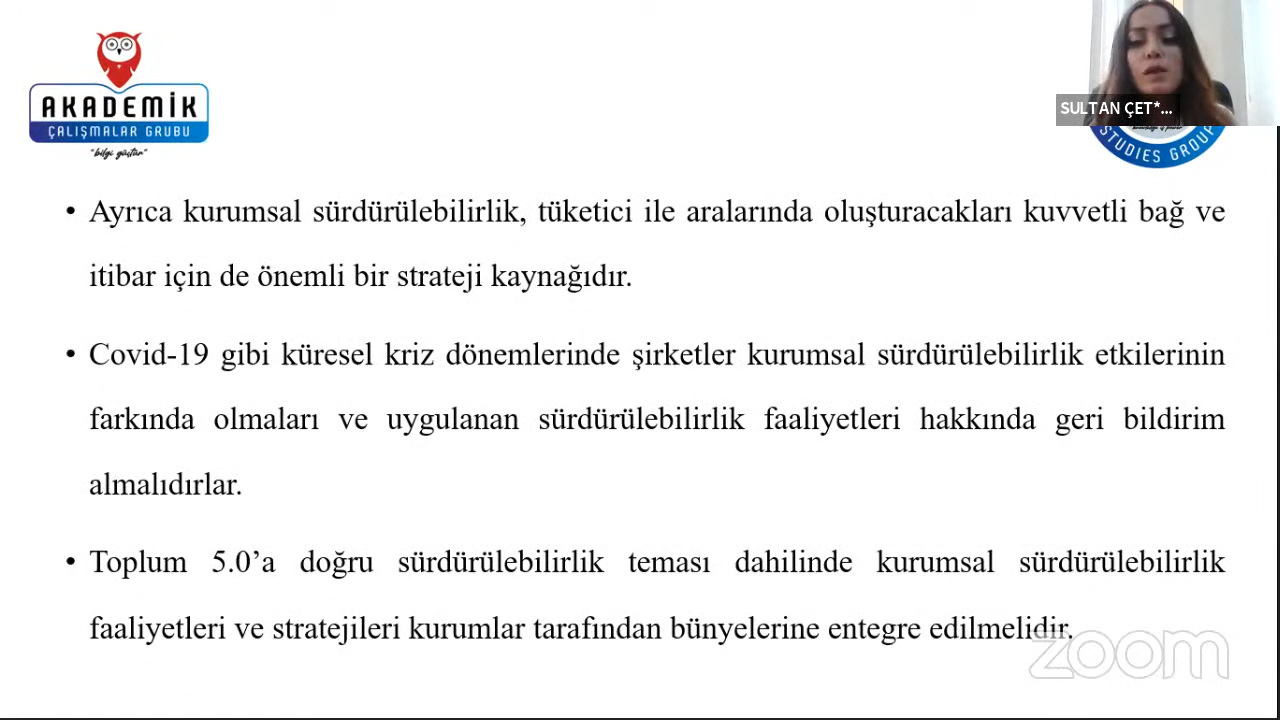 AKADEMİK
ÇALIŞMALAR GRUBU
"bilgi güçtür"
SULTAN ÇET*...
STUDIES GROUP
• Ayrıca kurumsal sürdürülebilirlik, tüketici ile aralarında oluşturacakları kuvvetli bağ ve
itibar için de önemli bir strateji kaynağıdır.
• Covid-19 gibi küresel kriz dönemlerinde şirketler kurumsal sürdürülebilirlik etkilerinin
farkında olmaları ve uygulanan sürdürülebilirlik faaliyetleri hakkında geri bildirim
almalıdırlar.
• Toplum 5.0’a doğru sürdürülebilirlik teması dahilinde kurumsal sürdürülebilirlik
faaliyetleri ve stratejileri kurumlar tarafından bünyelerine entegre edilmelidir.
zoom